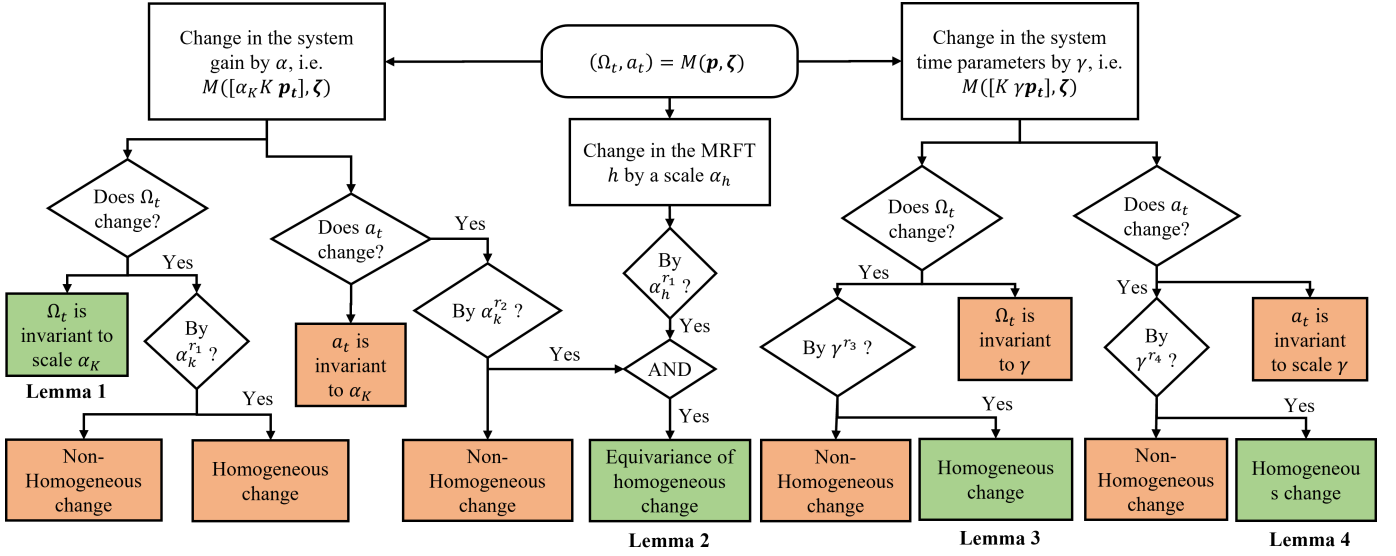 Change in the system
gain by α, i.e.
M([α_K K p_t], ζ)
(Ω_t, a_t) = M(p, ζ)
Change in the system
time parameters by γ, i.e.
M([K γp_t], ζ)
Change in the MRFT
h by a scale α_h
Does Ω_t
change?
Does a_t
change?
Yes
Yes
By
α_h^{r_1} ?
Does Ω_t
change?
Does a_t
change?
Yes
Yes
Ω_t is
invariant to
scale α_K
Lemma 1
By
α_k^{r_1} ?
a_t is
invariant
to α_K
By α_k^{r_2} ?
Yes
Yes
AND
Yes
By γ^{r_3} ?
Ω_t is
invariant
to γ
By
γ^{r_4} ?
a_t is
invariant
to scale γ
Yes
Yes
Yes
Non-
Homogeneous
change
Homogeneous
change
Non-
Homogeneous
change
Equivariance of
homogeneous
change
Lemma 2
Non-
Homogeneous
change
Homogeneous
change
Lemma 3
Non-
Homogeneous
change
Homogeneou
s change
Lemma 4